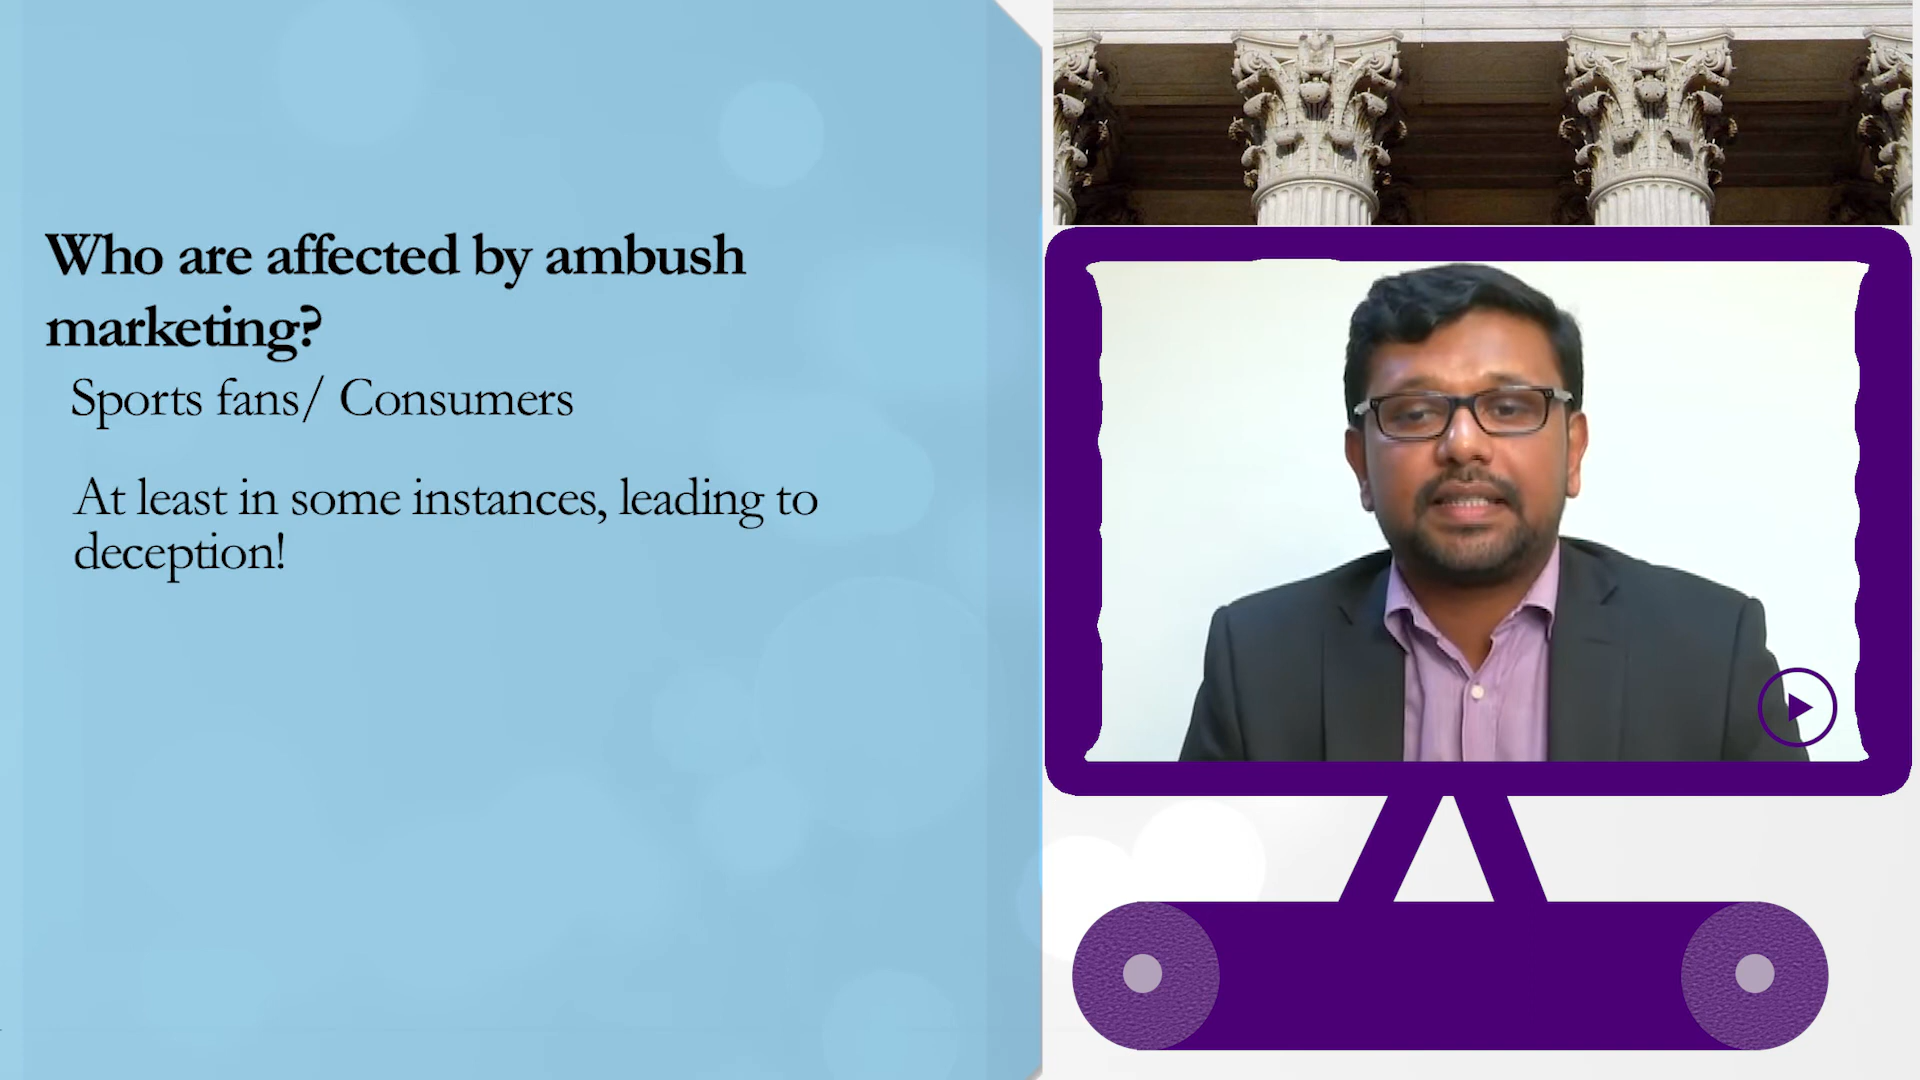 Who are affected by ambush
marketing?
Sports fans/ Consumers
At least in some instances, leading to
deception!